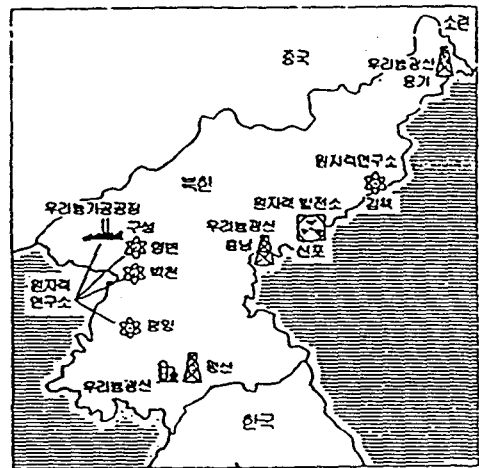 소련
중국
우라늄광산
웅기
원자력연구소
김책
북한
원자력 발전소
신포
우라늄가공공장
구성
우라늄광산
흥남
영변
박천
원자력
연구소
평양
우라늄광산
한국